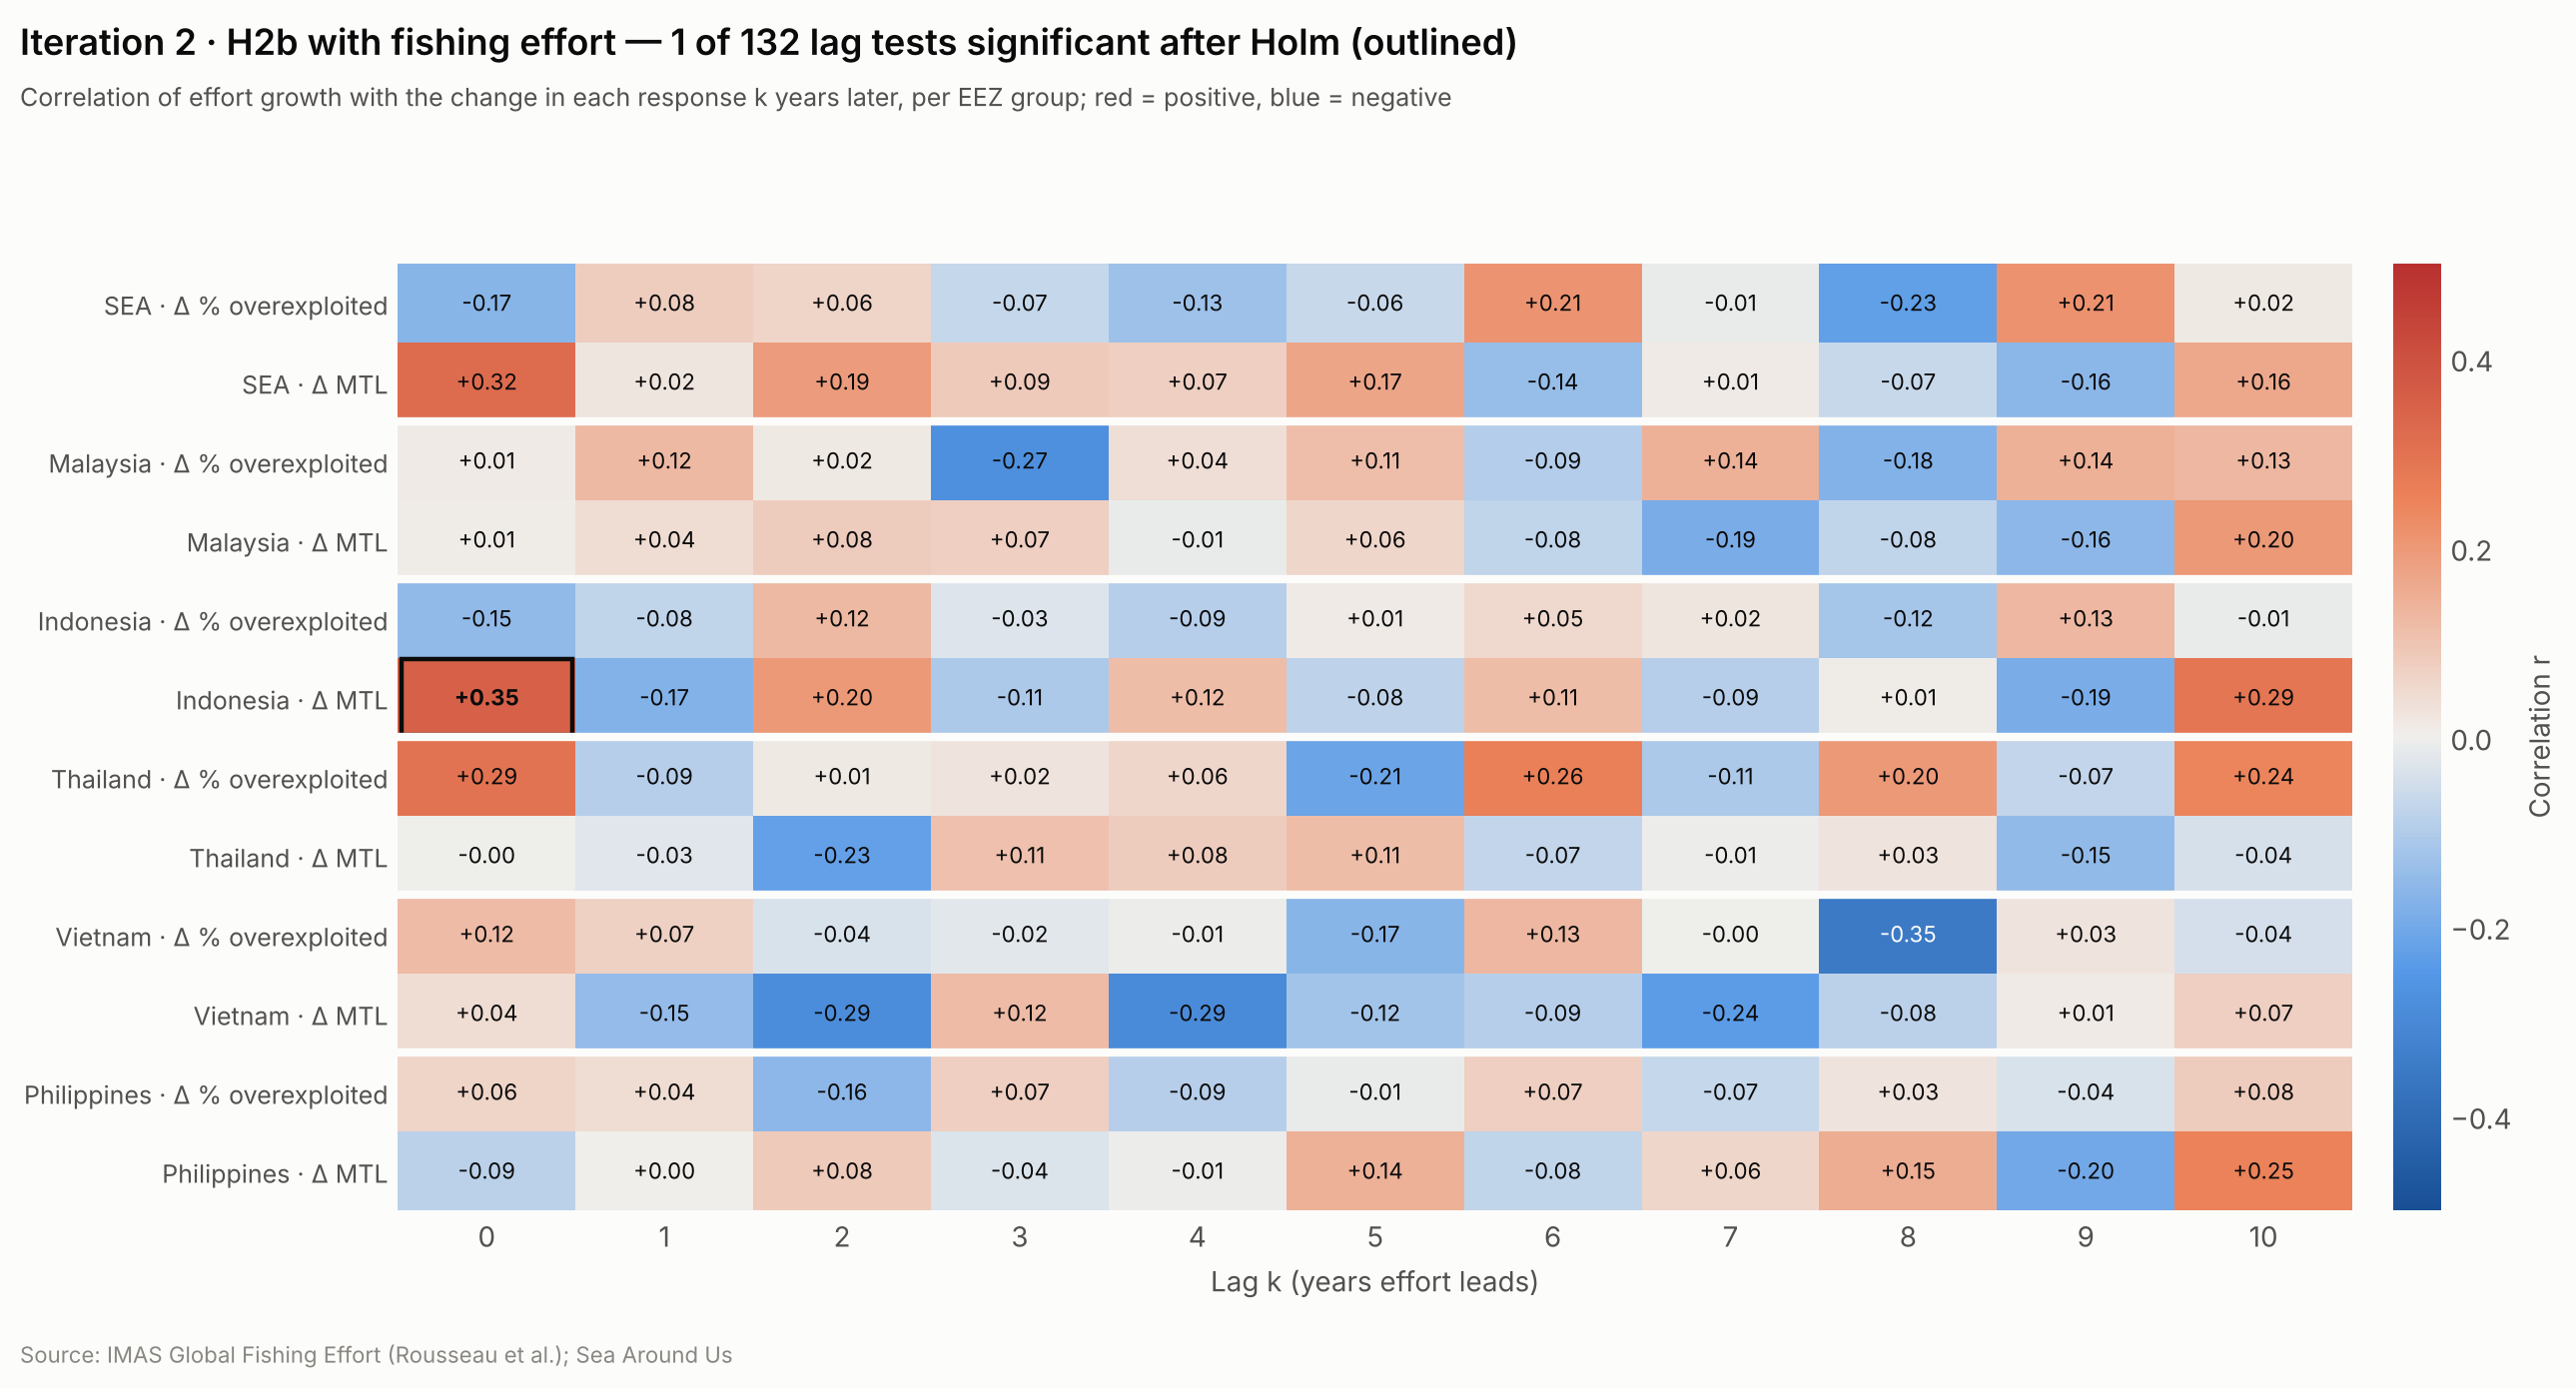 Iteration 2 · H2b with fishing effort — 1 of 132 lag tests significant after Holm (outlined)
Correlation of effort growth with the change in each response k years later, per EEZ group; red = positive, blue = negative
SEA · Δ % overexploited -0.17 +0.08 +0.06 -0.07 -0.13 -0.06 +0.21 -0.01 -0.23 +0.21 +0.02
SEA · Δ MTL +0.32 +0.02 +0.19 +0.09 +0.07 +0.17 -0.14 +0.01 -0.07 -0.16 +0.16
Malaysia · Δ % overexploited +0.01 +0.12 +0.02 -0.27 +0.04 +0.11 -0.09 +0.14 -0.18 +0.14 +0.13
Malaysia · Δ MTL +0.01 +0.04 +0.08 +0.07 -0.01 +0.06 -0.08 -0.19 -0.08 -0.16 +0.20
Indonesia · Δ % overexploited -0.15 -0.08 +0.12 -0.03 -0.09 +0.01 +0.05 +0.02 -0.12 +0.13 -0.01
Indonesia · Δ MTL +0.35 -0.17 +0.20 -0.11 +0.12 -0.08 +0.11 -0.09 +0.01 -0.19 +0.29
Thailand · Δ % overexploited +0.29 -0.09 +0.01 +0.02 +0.06 -0.21 +0.26 -0.11 +0.20 -0.07 +0.24
Thailand · Δ MTL -0.00 -0.03 -0.23 +0.11 +0.08 +0.11 -0.07 -0.01 +0.03 -0.15 -0.04
Vietnam · Δ % overexploited +0.12 +0.07 -0.04 -0.02 -0.01 -0.17 +0.13 -0.00 -0.35 +0.03 -0.04
Vietnam · Δ MTL +0.04 -0.15 -0.29 +0.12 -0.29 -0.12 -0.09 -0.24 -0.08 +0.01 +0.07
Philippines · Δ % overexploited +0.06 +0.04 -0.16 +0.07 -0.09 -0.01 +0.07 -0.07 +0.03 -0.04 +0.08
Philippines · Δ MTL -0.09 +0.00 +0.08 -0.04 -0.01 +0.14 -0.08 +0.06 +0.15 -0.20 +0.25
0 1 2 3 4 5 6 7 8 9 10
Lag k (years effort leads)
0.4
0.2
0.0
−0.2
−0.4
Correlation r
Source: IMAS Global Fishing Effort (Rousseau et al.); Sea Around Us